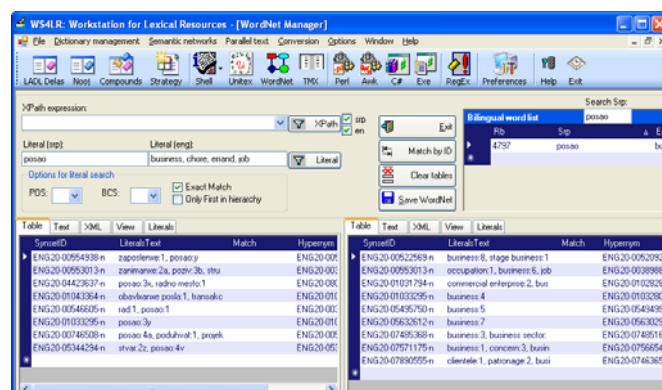 WS4LR: Workstation for Lexical Resources - [WordNet Manager]
File Dictionary management Semantic networks Parallel text Conversion Options Window Help
LADL Delas Nooj Compounds Strategy Shell Unitex WordNet TMX Perl Awk C# Exe RegEx Preferences Help Exit
XPath expression:
XPath
srp
en
Literal [srp]: Literal [eng]:
posao business, chore, errand, job Literal
Options for literal search
POS: BCS: Exact Match
Only First in hierarchy
Exit
Match by ID
Clear tables
Save WordNet
Search Srp:
Bilingual word list posao
Rb Srp
4797 posao
Table Text XML View Literals
SynsetID LiteralsText Match Hypernym
ENG20-00554938-n zaposlenxe:1, posao:y
ENG20-00553013-n zanimanxe:2a, poziv:3b, stru
ENG20-04423637-n posao:3x, radno mesto:1
ENG20-01043364-n obavlxanxe posla:1, transakc
ENG20-00546605-n rad:1, posao:1
ENG20-01033295-n posao:3y
ENG20-00746508-n posao:4a, poduhvat:1, projek
ENG20-05344294-n stvar:2z, posao:4v
Table Text XML View Literals
SynsetID LiteralsText Match Hypernym
ENG20-00522569-n business:8, stage business:1
ENG20-00553013-n occupation:1, business:6, job
ENG20-01031794-n commercial enterprise:2, bus
ENG20-01033295-n business:4
ENG20-05495750-n business:5
ENG20-05632612-n business:7
ENG20-07485368-n business:3, business sector:
ENG20-07571175-n business:1, concern:3, busin
ENG20-07890555-n clientele:1, patronage:2, busi